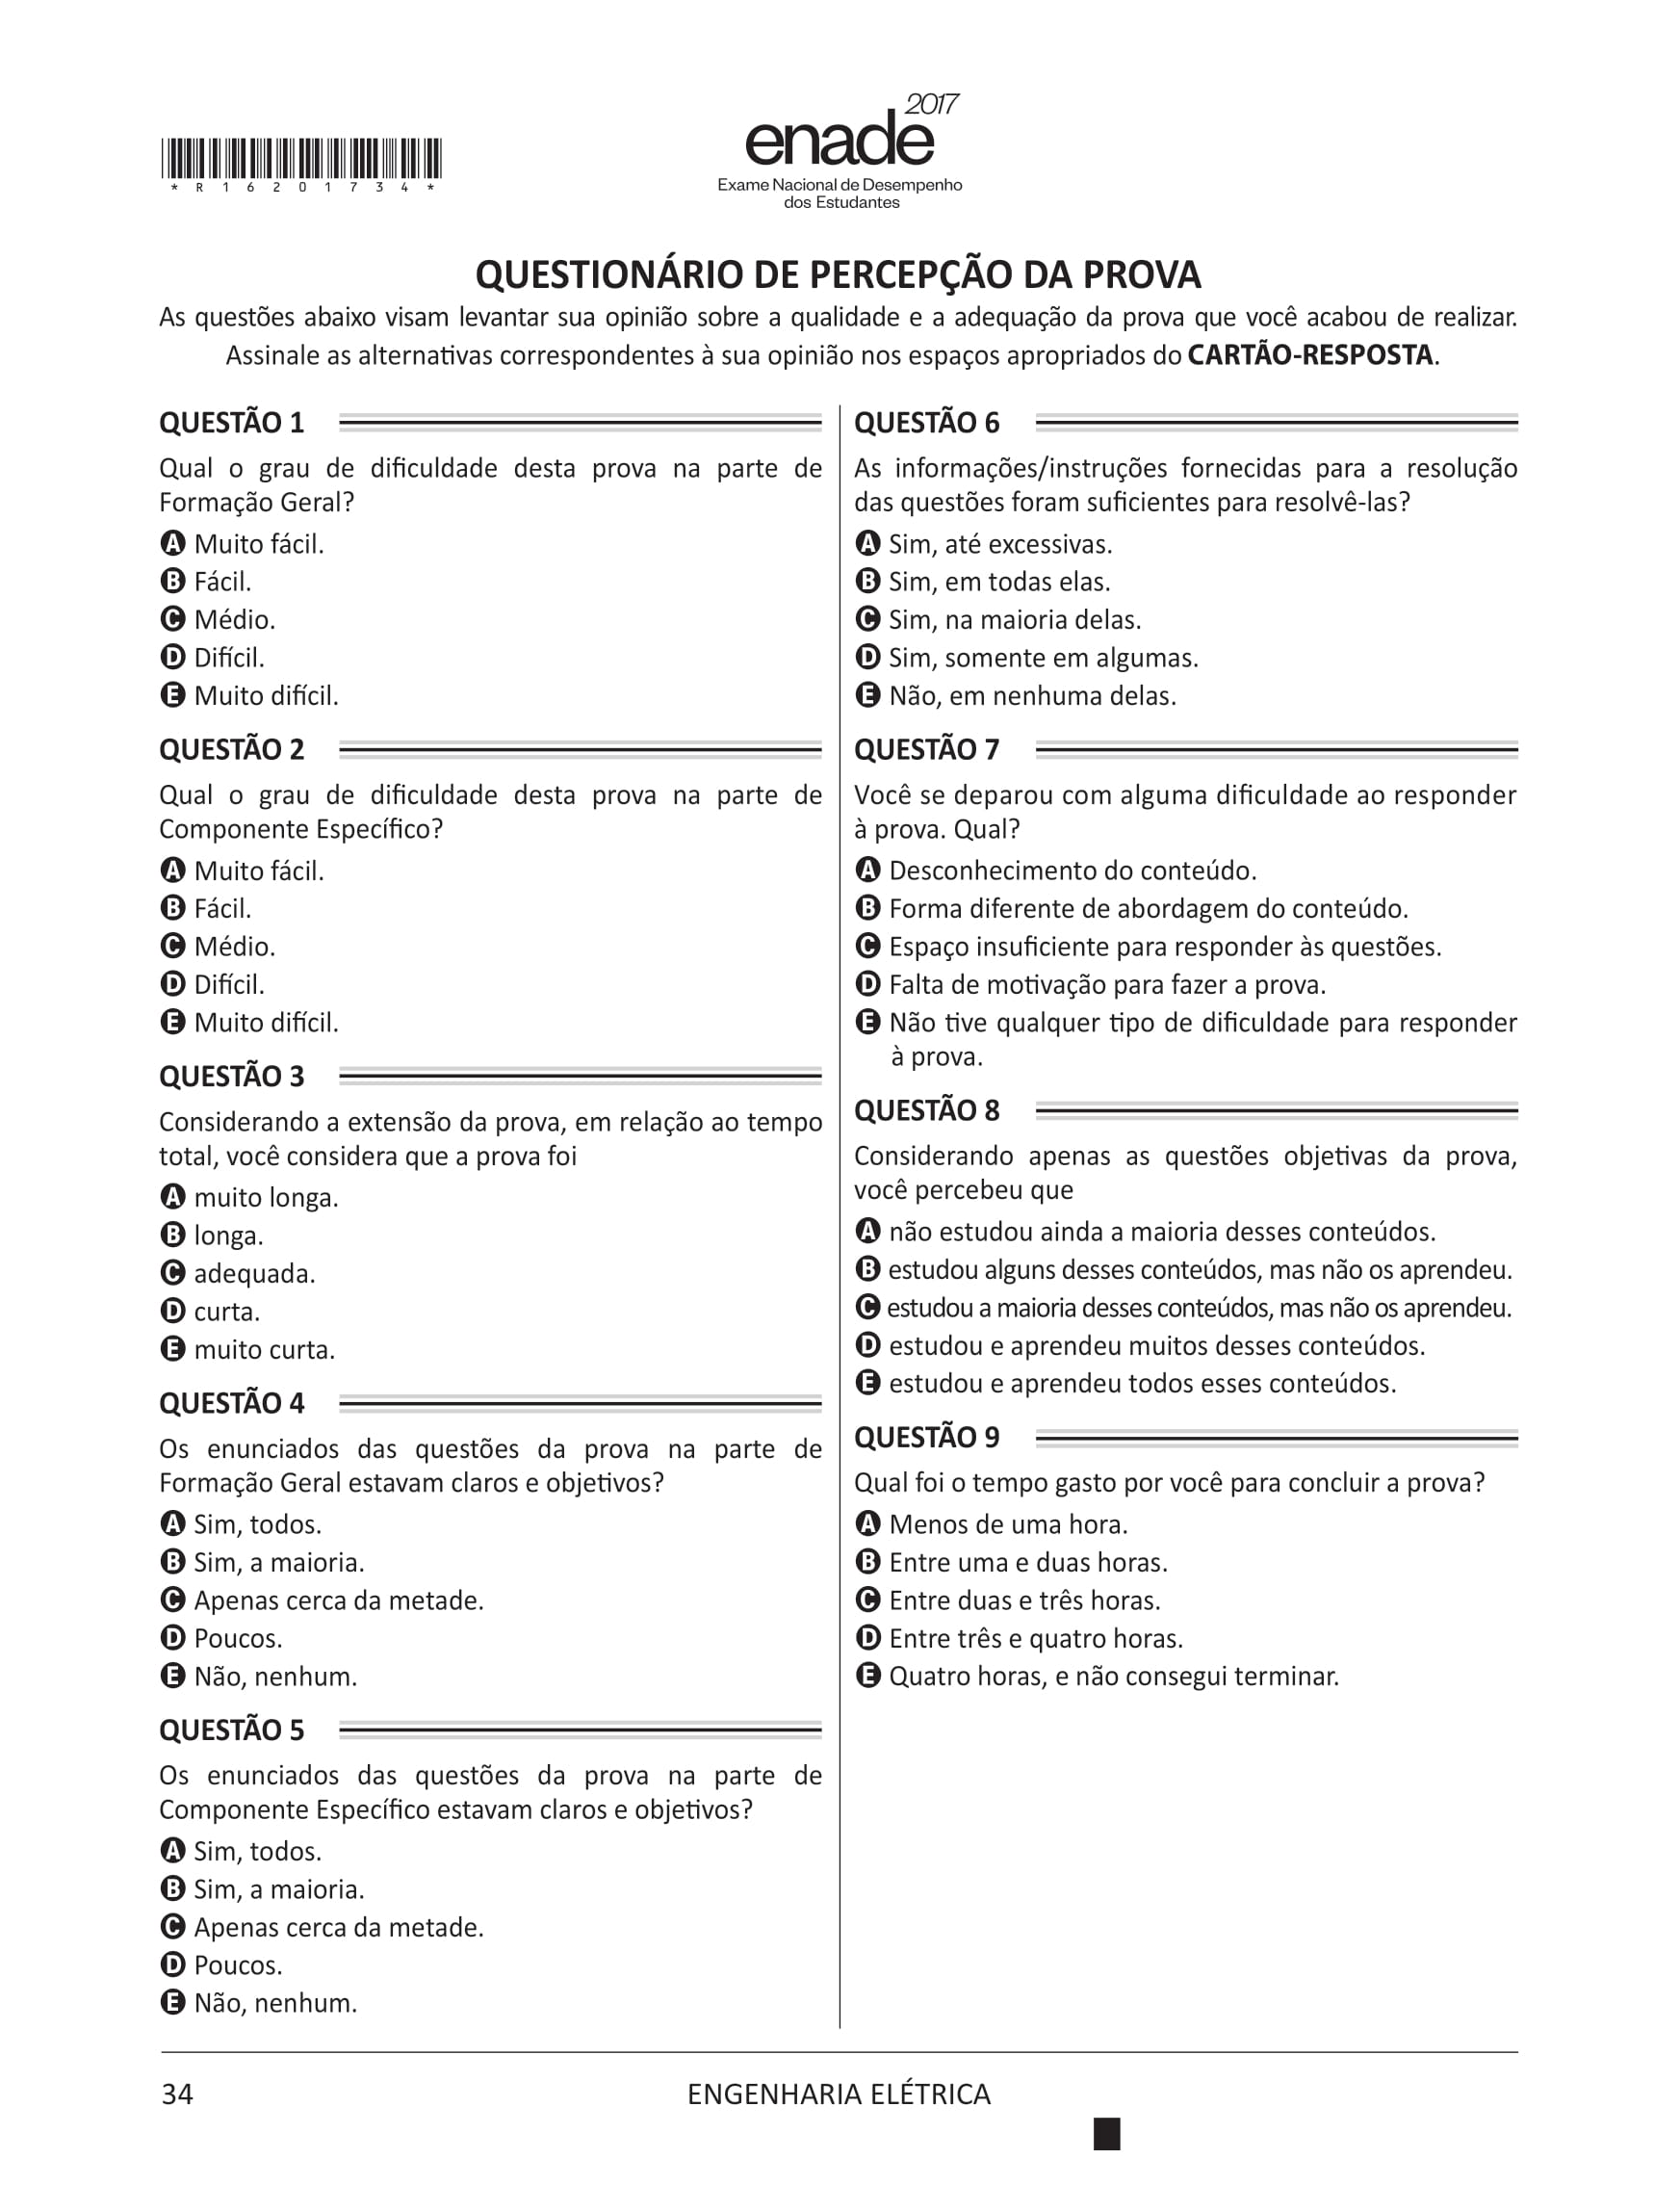 *R16201734*
enade 2017
Exame Nacional de Desempenho
dos Estudantes
QUESTIONÁRIO DE PERCEPÇÃO DA PROVA
As questões abaixo visam levantar sua opinião sobre a qualidade e a adequação da prova que você acabou de realizar.
Assinale as alternativas correspondentes à sua opinião nos espaços apropriados do CARTÃO-RESPOSTA.
QUESTÃO 1
Qual o grau de dificuldade desta prova na parte de
Formação Geral?
A Muito fácil.
B Fácil.
C Médio.
D Difícil.
E Muito difícil.
QUESTÃO 2
Qual o grau de dificuldade desta prova na parte de
Componente Específico?
A Muito fácil.
B Fácil.
C Médio.
D Difícil.
E Muito difícil.
QUESTÃO 3
Considerando a extensão da prova, em relação ao tempo
total, você considera que a prova foi
A muito longa.
B longa.
C adequada.
D curta.
E muito curta.
QUESTÃO 4
Os enunciados das questões da prova na parte de
Formação Geral estavam claros e objetivos?
A Sim, todos.
B Sim, a maioria.
C Apenas cerca da metade.
D Poucos.
E Não, nenhum.
QUESTÃO 5
Os enunciados das questões da prova na parte de
Componente Específico estavam claros e objetivos?
A Sim, todos.
B Sim, a maioria.
C Apenas cerca da metade.
D Poucos.
E Não, nenhum.
QUESTÃO 6
As informações/instruções fornecidas para a resolução
das questões foram suficientes para resolvê-las?
A Sim, até excessivas.
B Sim, em todas elas.
C Sim, na maioria delas.
D Sim, somente em algumas.
E Não, em nenhuma delas.
QUESTÃO 7
Você se deparou com alguma dificuldade ao responder
à prova. Qual?
A Desconhecimento do conteúdo.
B Forma diferente de abordagem do conteúdo.
C Espaço insuficiente para responder às questões.
D Falta de motivação para fazer a prova.
E Não tive qualquer tipo de dificuldade para responder
à prova.
QUESTÃO 8
Considerando apenas as questões objetivas da prova,
você percebeu que
A não estudou ainda a maioria desses conteúdos.
B estudou alguns desses conteúdos, mas não os aprendeu.
C estudou a maioria desses conteúdos, mas não os aprendeu.
D estudou e aprendeu muitos desses conteúdos.
E estudou e aprendeu todos esses conteúdos.
QUESTÃO 9
Qual foi o tempo gasto por você para concluir a prova?
A Menos de uma hora.
B Entre uma e duas horas.
C Entre duas e três horas.
D Entre três e quatro horas.
E Quatro horas, e não consegui terminar.
34
ENGENHARIA ELÉTRICA